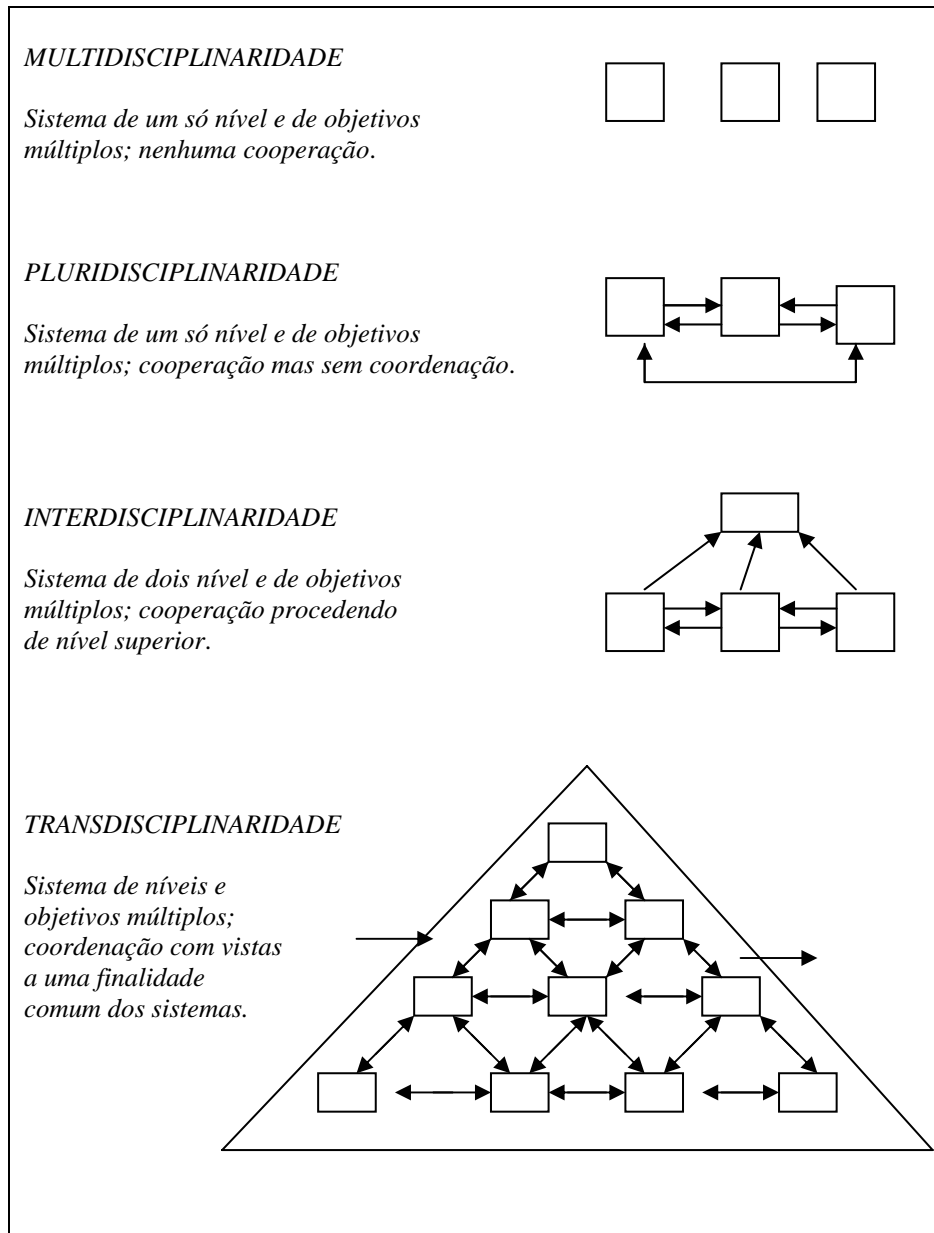 MULTIDISCIPLINARIDADE
Sistema de um só nível e de objetivos
múltiplos; nenhuma cooperação.
PLURIDISCIPLINARIDADE
Sistema de um só nível e de objetivos
múltiplos; cooperação mas sem coordenação.
INTERDISCIPLINARIDADE
Sistema de dois nível e de objetivos
múltiplos; cooperação procedendo
de nível superior.
TRANSDISCIPLINARIDADE
Sistema de níveis e
objetivos múltiplos;
coordenação com vistas
a uma finalidade
comum dos sistemas.